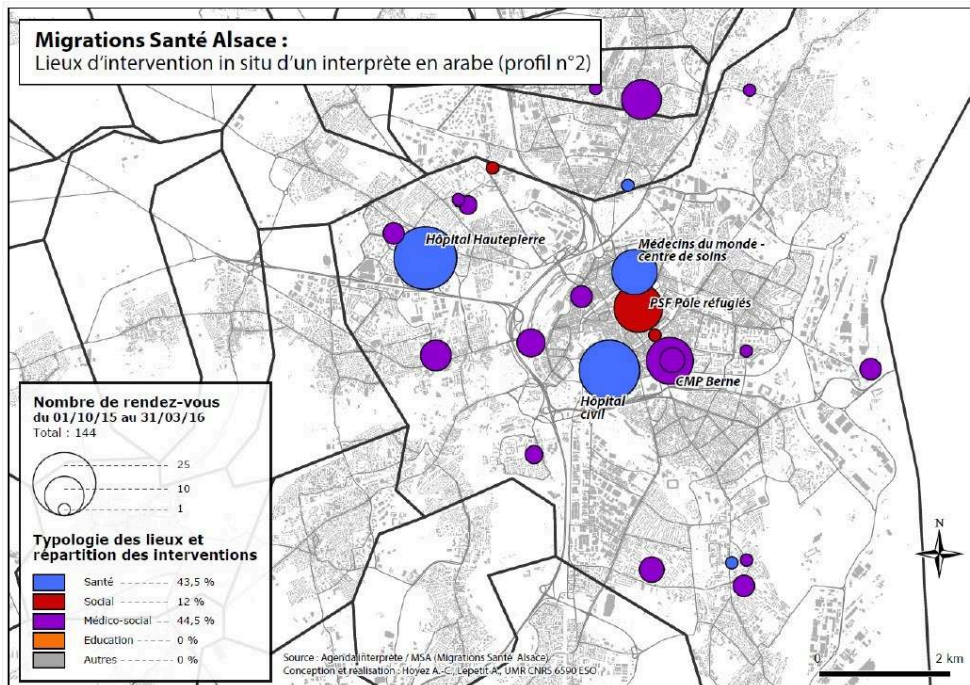 Migrations Santé Alsace :
Lieux d'intervention in situ d'un interprète en arabe (profil n°2)
Hôpital Hautepierre
Médecins du monde -
centre de soins
PSF Pôle réfugiés
CMP Berne
Hôpital
civil
Nombre de rendez-vous
du 01/10/15 au 31/03/16
Total : 144
25
10
1
Typologie des lieux et
répartition des interventions
Santé 43,5 %
Social 12 %
Médico-social 44,5 %
Education 0 %
Autres 0 %
Source : Agenda interprète / MSA (Migrations Santé Alsace)
Conception et réalisation : Hoyez A.-C., Lepetit A., UMR CNRS 6590 ESO
N
0 2 km